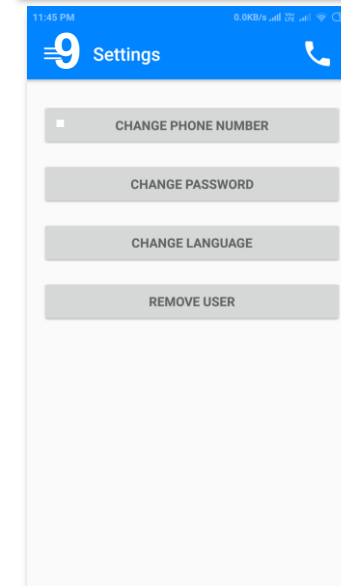 11:45 PM 0.0KB/s
9 Settings
CHANGE PHONE NUMBER
CHANGE PASSWORD
CHANGE LANGUAGE
REMOVE USER